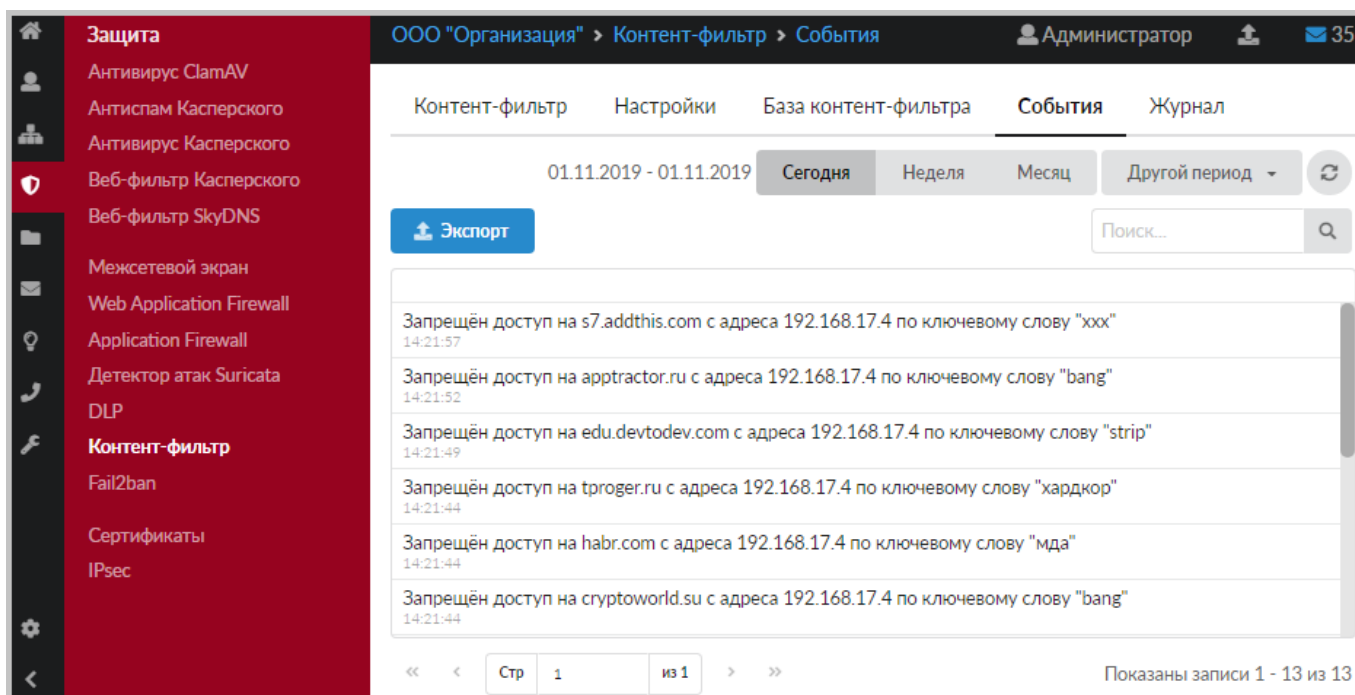 Защита
Антивирус ClamAV
Антиспам Касперского
Антивирус Касперского
Веб-фильтр Касперского
Веб-фильтр SkyDNS
Межсетевой экран
Web Application Firewall
Application Firewall
Детектор атак Suricata
DLP
Контент-фильтр
Fail2ban
Сертификаты
IPsec
ООО "Организация" > Контент-фильтр > События Администратор 35
Контент-фильтр Настройки База контент-фильтра События Журнал
01.11.2019 - 01.11.2019 Сегодня Неделя Месяц Другой период
Экспорт Поиск...
Запрещён доступ на s7.addthis.com с адреса 192.168.17.4 по ключевому слову "xxx"
14:21:57
Запрещён доступ на apptractor.ru с адреса 192.168.17.4 по ключевому слову "bang"
14:21:52
Запрещён доступ на edu.devtodev.com с адреса 192.168.17.4 по ключевому слову "strip"
14:21:49
Запрещён доступ на tproger.ru с адреса 192.168.17.4 по ключевому слову "хардкор"
14:21:44
Запрещён доступ на habr.com с адреса 192.168.17.4 по ключевому слову "мда"
14:21:44
Запрещён доступ на cryptoworld.su с адреса 192.168.17.4 по ключевому слову "bang"
14:21:44
« < Стр 1 из 1 > » Показаны записи 1 - 13 из 13